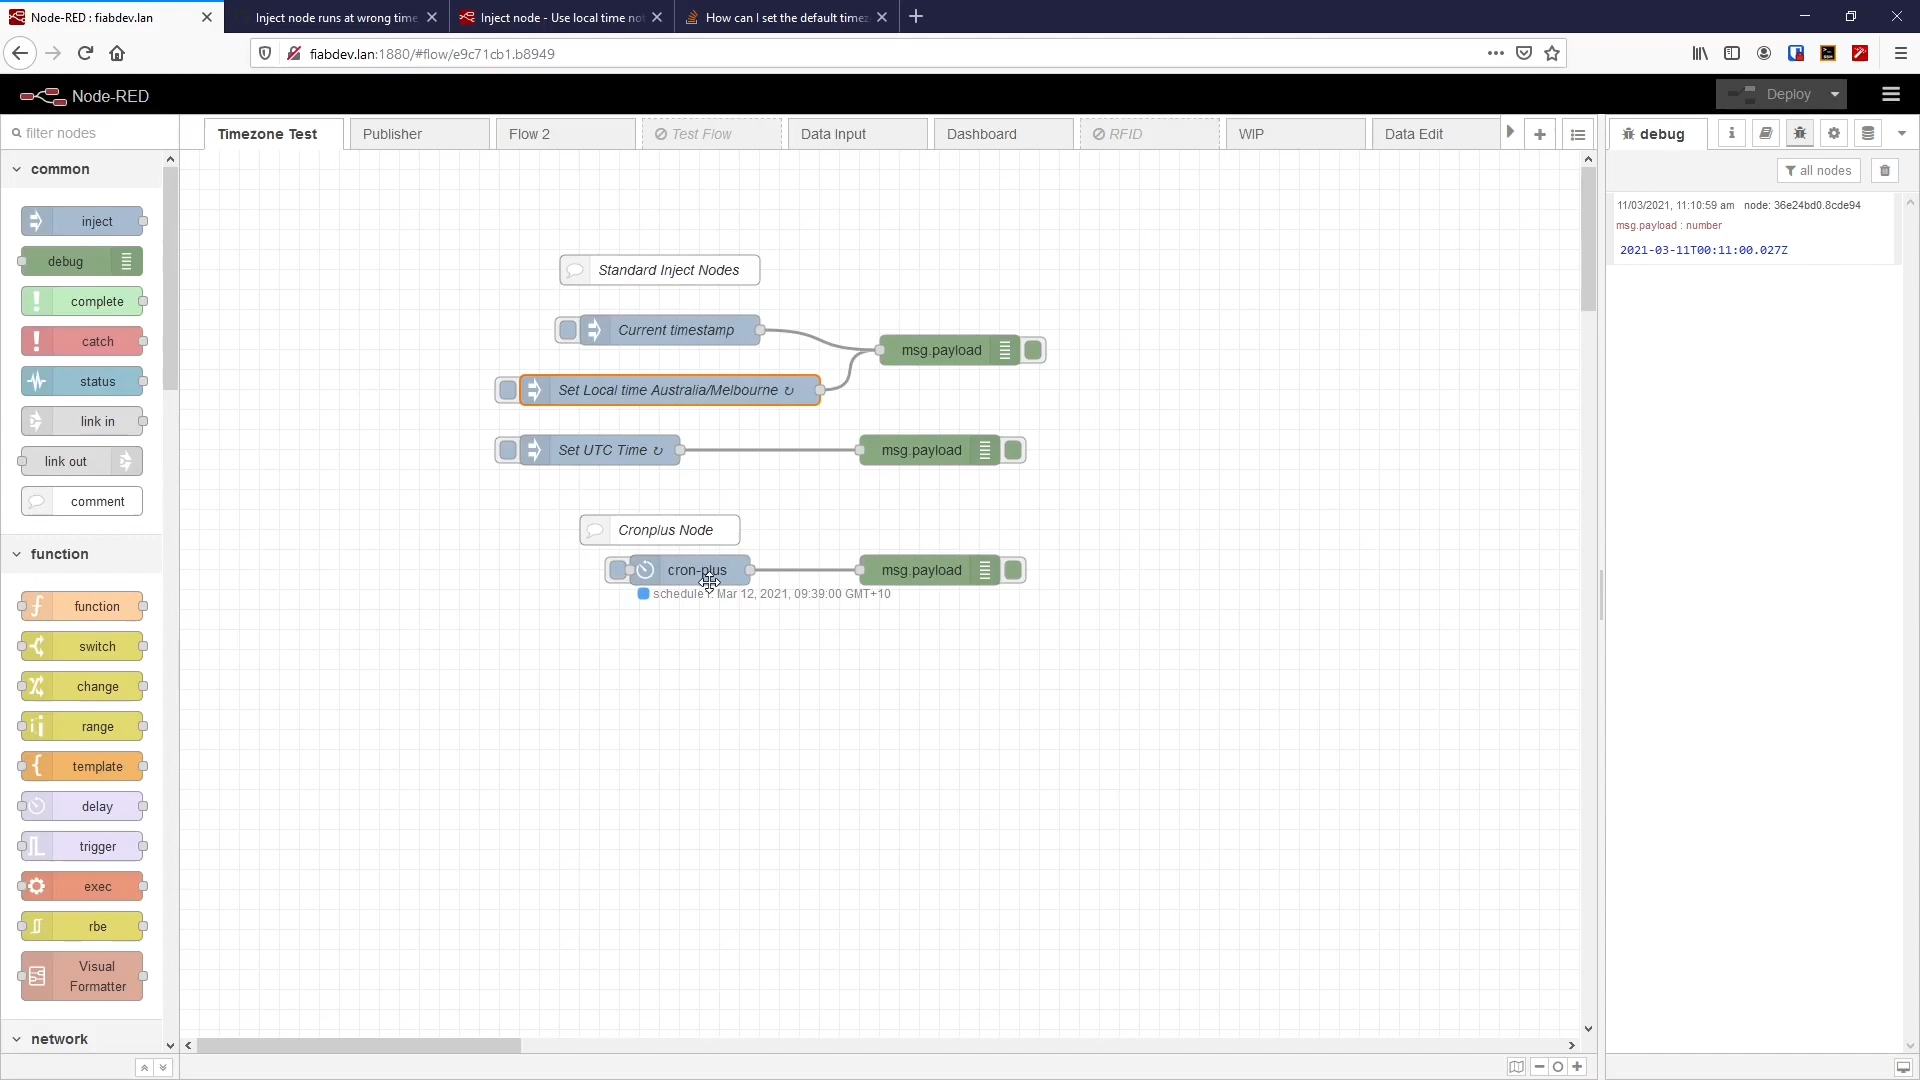 Node-RED : fiabdev.lan
Inject node runs at wrong time
Inject node - Use local time not
How can I set the default timez
fiabdev.lan:1880/#flow/e9c71cb1.b8949
Node-RED
Deploy
filter nodes
Timezone Test
Publisher
Flow 2
Test Flow
Data Input
Dashboard
RFID
WIP
Data Edit
debug
all nodes
11/03/2021, 11:10:59 am node: 36e24bd0.8cde94
msg.payload : number
2021-03-11T00:11:00.027Z
common
inject
debug
complete
catch
status
link in
link out
comment
function
function
switch
change
range
template
delay
trigger
exec
rbe
Visual
Formatter
network
Standard Inject Nodes
Current timestamp
msg.payload
Set Local time Australia/Melbourne ↻
Set UTC Time ↻
msg.payload
Cronplus Node
cron-plus
msg.payload
Mar 12, 2021, 09:39:00 GMT+10